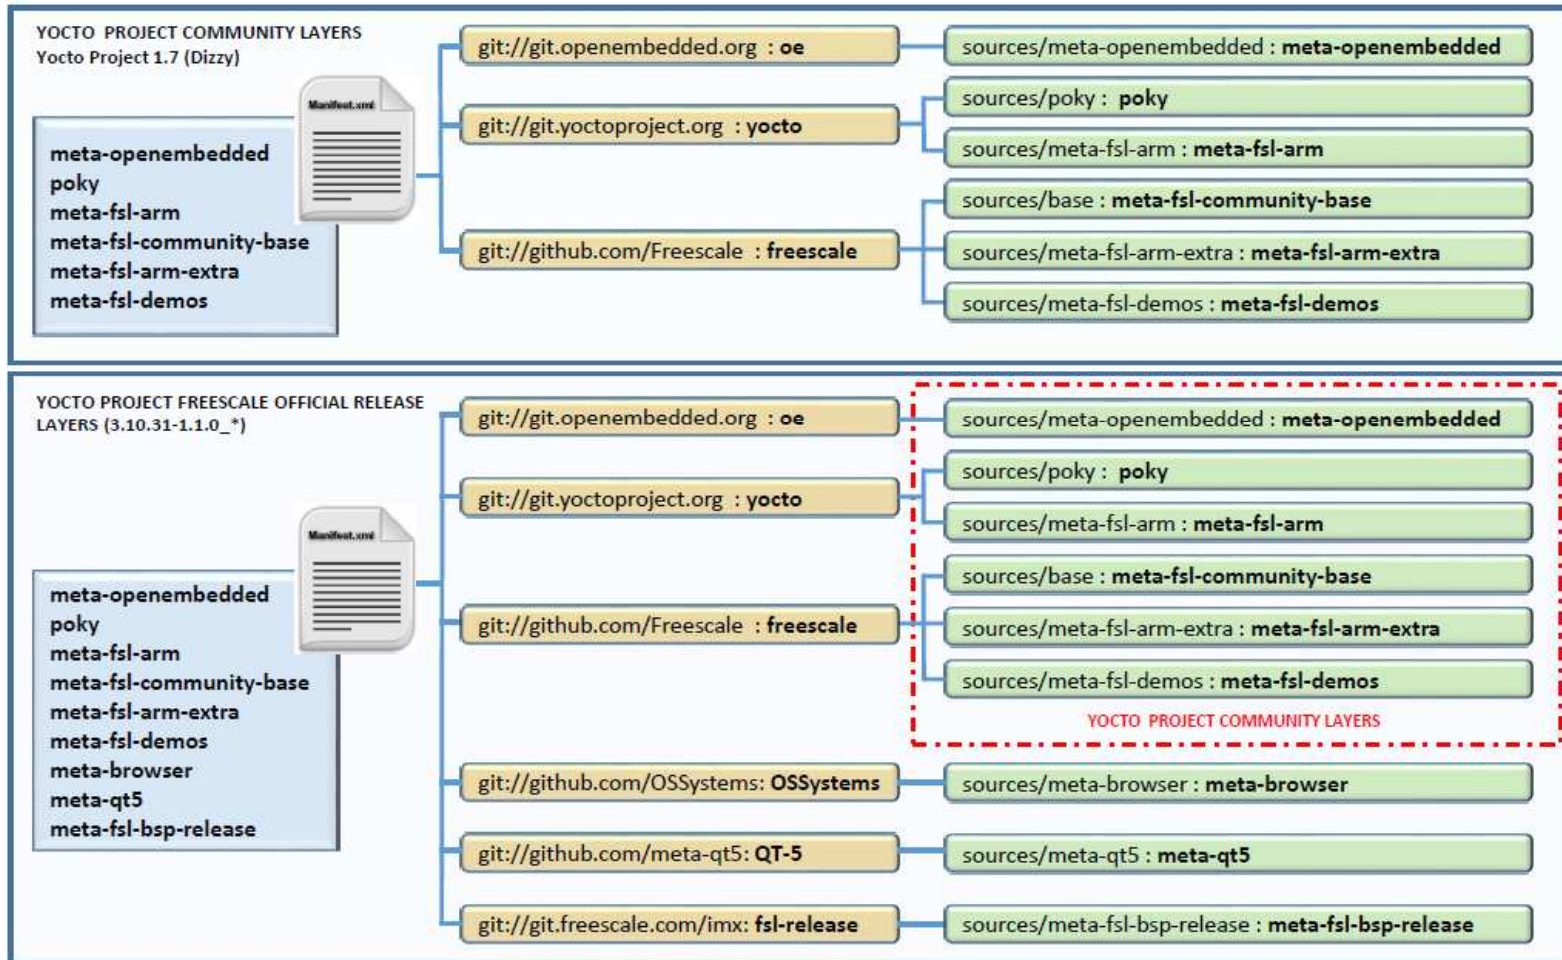 YOCTO PROJECT COMMUNITY LAYERS
Yocto Project 1.7 (Dizzy)
Manifest.xml
meta-openembedded
poky
meta-fsl-arm
meta-fsl-community-base
meta-fsl-arm-extra
meta-fsl-demos
git://git.openembedded.org : oe
git://git.yoctoproject.org : yocto
git://github.com/Freescale : freescale
sources/meta-openembedded : meta-openembedded
sources/poky : poky
sources/meta-fsl-arm : meta-fsl-arm
sources/base : meta-fsl-community-base
sources/meta-fsl-arm-extra : meta-fsl-arm-extra
sources/meta-fsl-demos : meta-fsl-demos
YOCTO PROJECT FREESCALE OFFICIAL RELEASE
LAYERS (3.10.31-1.1.0_*)
Manifest.xml
meta-openembedded
poky
meta-fsl-arm
meta-fsl-community-base
meta-fsl-arm-extra
meta-fsl-demos
meta-browser
meta-qt5
meta-fsl-bsp-release
git://git.openembedded.org : oe
git://git.yoctoproject.org : yocto
git://github.com/Freescale : freescale
git://github.com/OSSystems: OSSystems
git://github.com/meta-qt5: QT-5
git://git.freescale.com/imx: fsl-release
sources/meta-openembedded : meta-openembedded
sources/poky : poky
sources/meta-fsl-arm : meta-fsl-arm
sources/base : meta-fsl-community-base
sources/meta-fsl-arm-extra : meta-fsl-arm-extra
sources/meta-fsl-demos : meta-fsl-demos
YOCTO PROJECT COMMUNITY LAYERS
sources/meta-browser : meta-browser
sources/meta-qt5 : meta-qt5
sources/meta-fsl-bsp-release : meta-fsl-bsp-release